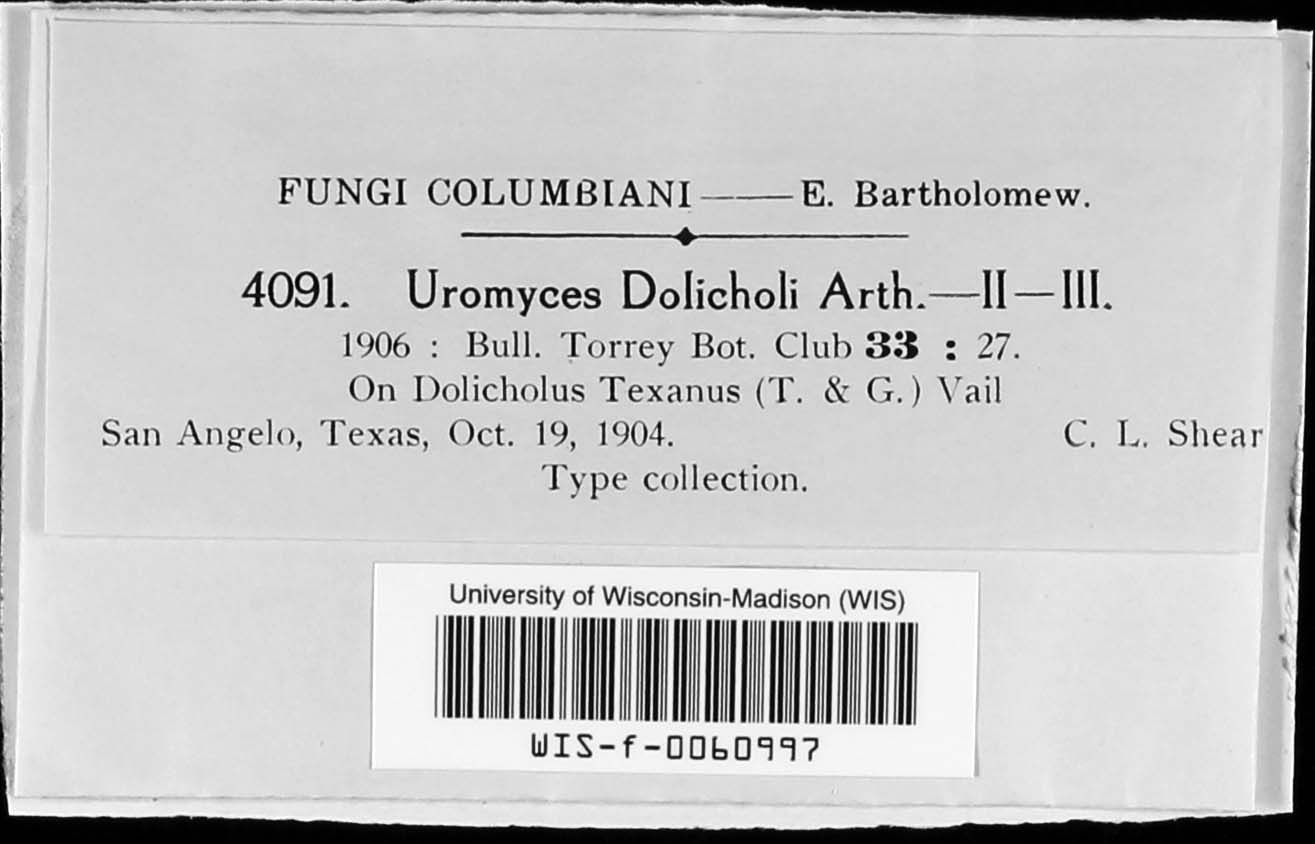 FUNGI COLUMBIANI —— E. Bartholomew.
4091. Uromyces Dolicholi Arth.—II—III.
1906 : Bull. Torrey Bot. Club 33 : 27.
On Dolicholus Texanus (T. & G.) Vail
San Angelo, Texas, Oct. 19, 1904. C. L. Shear
Type collection.
University of Wisconsin-Madison (WIS)
WIS-f-0060997